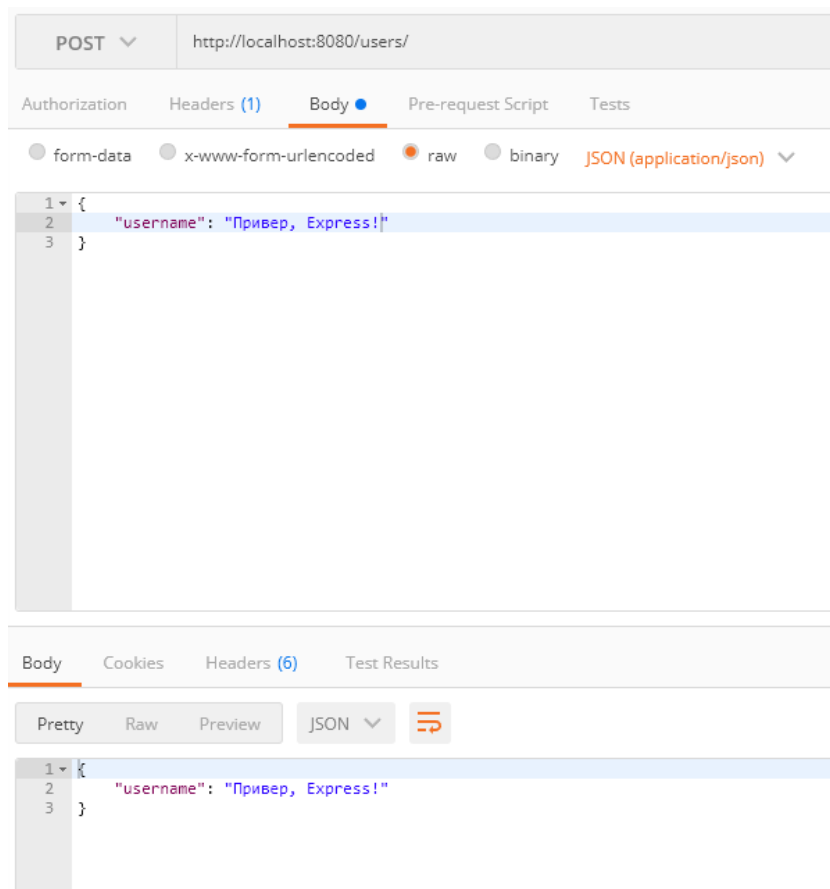 POST http://localhost:8080/users/
Authorization Headers (1) Body Pre-request Script Tests
form-data x-www-form-urlencoded raw binary JSON (application/json)
1 {
2 "username": "Привер, Express!"
3 }
Body Cookies Headers (6) Test Results
Pretty Raw Preview JSON
1 {
2 "username": "Привер, Express!"
3 }